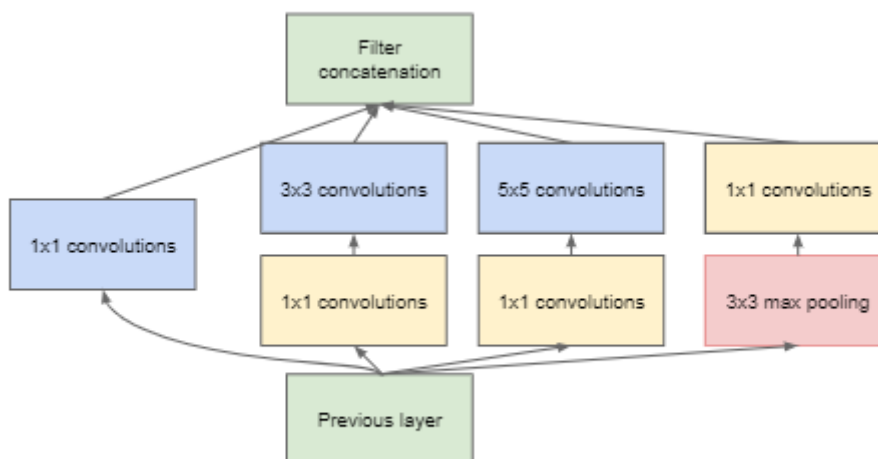 Filter
concatenation
3x3 convolutions
5x5 convolutions
1x1 convolutions
1x1 convolutions
1x1 convolutions
1x1 convolutions
3x3 max pooling
Previous layer